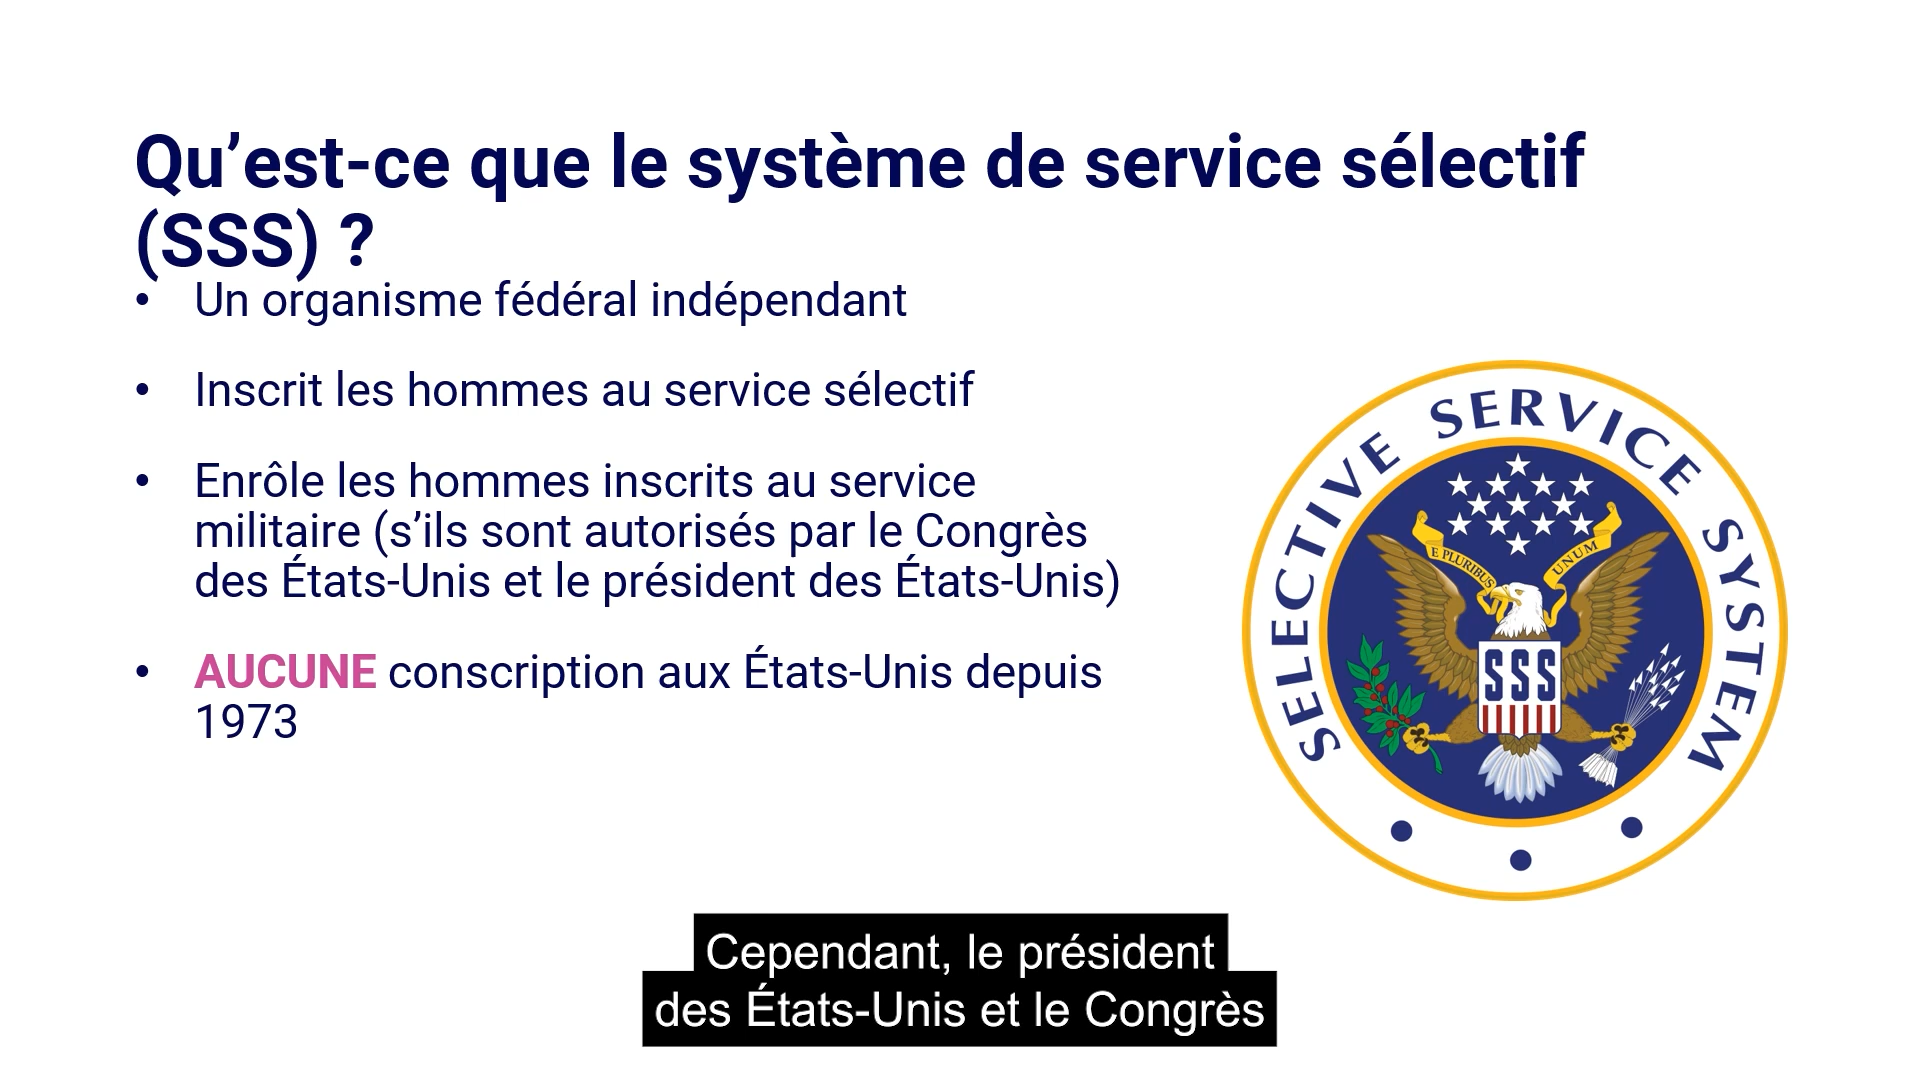 Qu’est-ce que le système de service sélectif
(SSS) ?
• Un organisme fédéral indépendant
• Inscrit les hommes au service sélectif
• Enrôle les hommes inscrits au service
militaire (s’ils sont autorisés par le Congrès
des États-Unis et le président des États-Unis)
• AUCUNE conscription aux États-Unis depuis
1973
SELECTIVE SERVICE SYSTEM
E PLURIBUS UNUM
SSS
Cependant, le président
des États-Unis et le Congrès